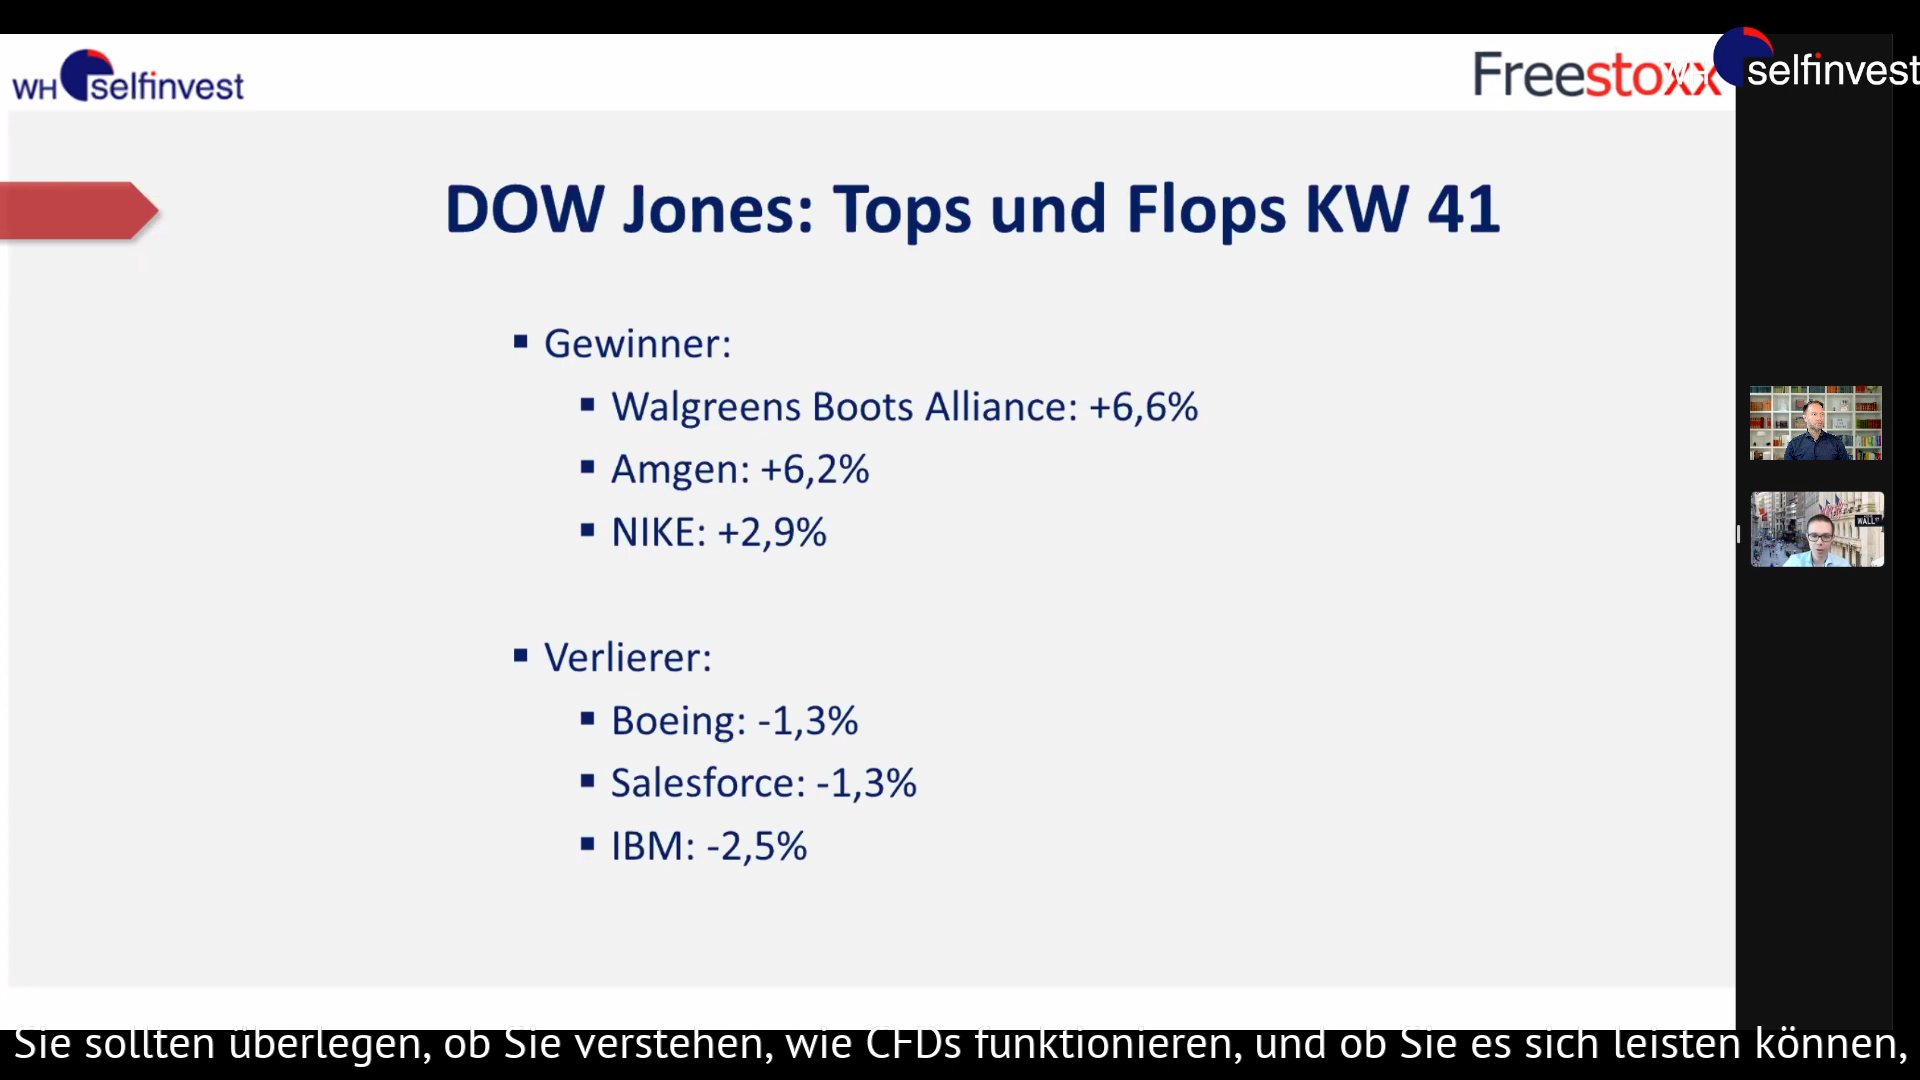 WH selfinvest
Freestoxx
WH selfinvest
DOW Jones: Tops und Flops KW 41
▪ Gewinner:
▪ Walgreens Boots Alliance: +6,6%
▪ Amgen: +6,2%
▪ NIKE: +2,9%
▪ Verlierer:
▪ Boeing: -1,3%
▪ Salesforce: -1,3%
▪ IBM: -2,5%
WALL
Sie sollten überlegen, ob Sie verstehen, wie CFDs funktionieren, und ob Sie es sich leisten können,